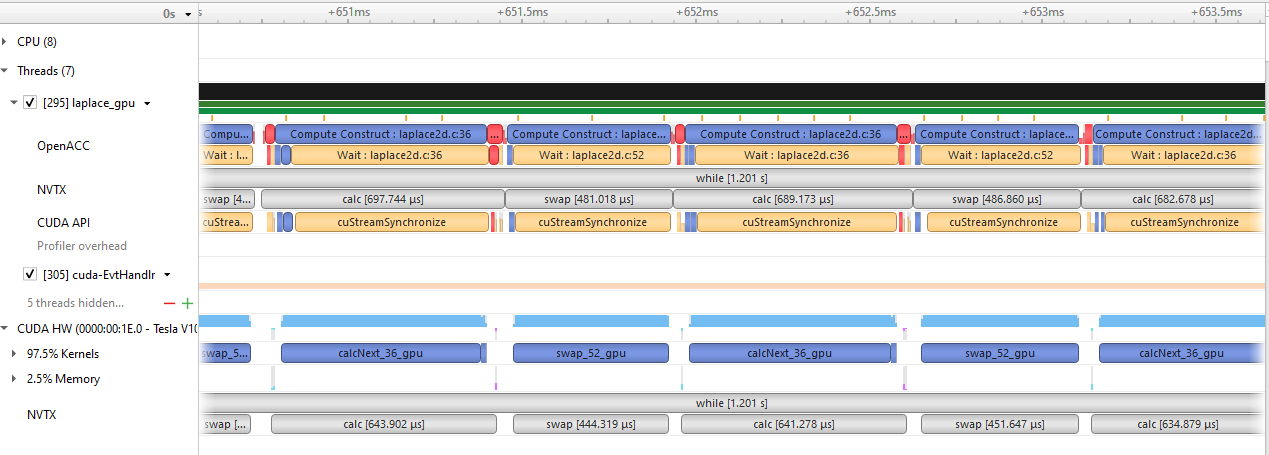 0s +651ms +651.5ms +652ms +652.5ms +653ms +653.5ms
CPU (8)
Threads (7)
[295] laplace_gpu
OpenACC
Compu... Compute Construct : laplace2d.c:36 ... Compute Construct : laplace... Compute Construct : laplace2d.c:36 ... Compute Construct : laplace... Compute Construct : laplace2d...
Wait : l... Wait : laplace2d.c:36 Wait : laplace2d.c:52 Wait : laplace2d.c:36 Wait : laplace2d.c:52 Wait : laplace2d.c:36
while [1.201 s]
NVTX
swap [4... calc [697.744 µs] swap [481.018 µs] calc [689.173 µs] swap [486.860 µs] calc [682.678 µs]
CUDA API cuStrea... cuStreamSynchronize cuStreamSynchronize cuStreamSynchronize cuStreamSynchronize cuStreamSynchronize
Profiler overhead
[305] cuda-EvtHandlr
5 threads hidden...
CUDA HW (0000:00:1E.0 - Tesla V10
97.5% Kernels swap_5... calcNext_36_gpu swap_52_gpu calcNext_36_gpu swap_52_gpu calcNext_36_gpu
2.5% Memory
while [1.201 s]
NVTX
swap [... calc [643.902 µs] swap [444.319 µs] calc [641.278 µs] swap [451.647 µs] calc [634.879 µs]